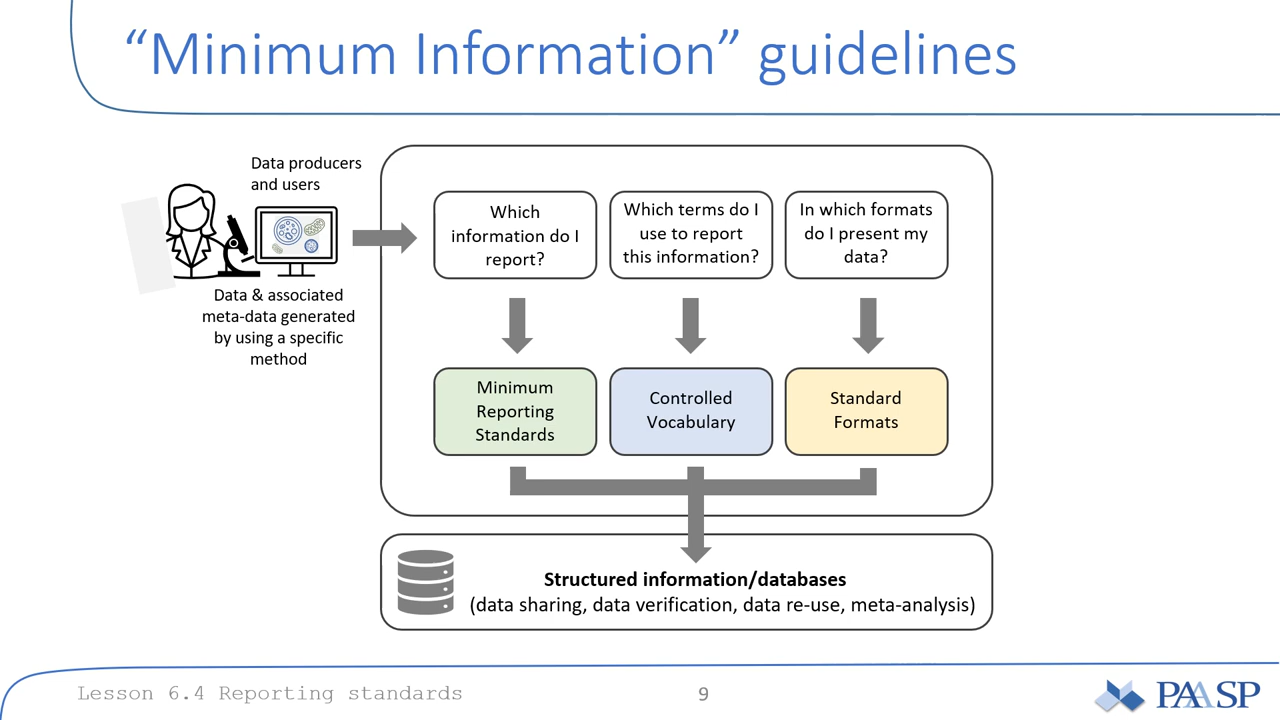 “Minimum Information” guidelines
Data producers
and users
Data & associated
meta-data generated
by using a specific
method
Which
information do I
report?
Which terms do I
use to report
this information?
In which formats
do I present my
data?
Minimum
Reporting
Standards
Controlled
Vocabulary
Standard
Formats
Structured information/databases
(data sharing, data verification, data re-use, meta-analysis)
Lesson 6.4 Reporting standards
9
PAASP